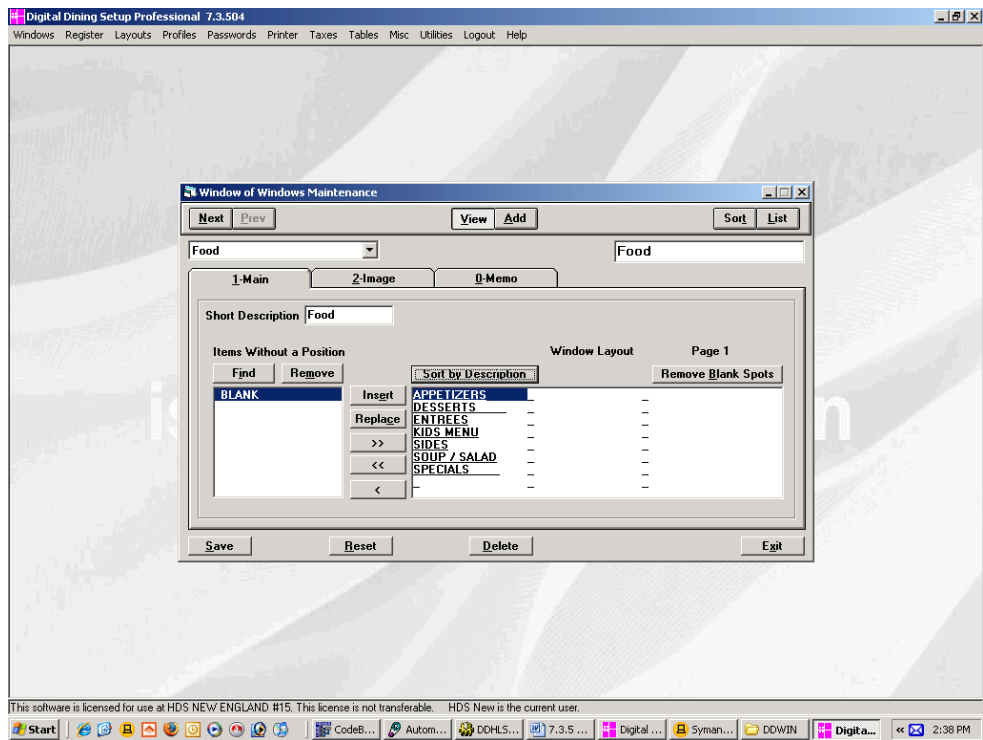 Digital Dining Setup Professional 7.3.504
Windows Register Layouts Profiles Passwords Printer Taxes Tables Misc Utilities Logout Help
Window of Windows Maintenance
Next Prev View Add Sort List
Food Food
1-Main 2-Image 0-Memo
Short Description Food
Items Without a Position Window Layout Page 1
Find Remove Sort by Description Remove Blank Spots
BLANK Insert APPETIZERS _ _
DESSERTS _ _
Replace ENTREES _ _
KIDS MENU _ _
>> SIDES _ _
SOUP / SALAD _ _
<< SPECIALS _ _
< _ _ _
Save Reset Delete Exit
This software is licensed for use at HDS NEW ENGLAND #15. This license is not transferable. HDS New is the current user.
Start CodeB... Autom... DDHLS... 7.3.5 ... Digital ... Syman... DDWIN Digita... « 2:38 PM